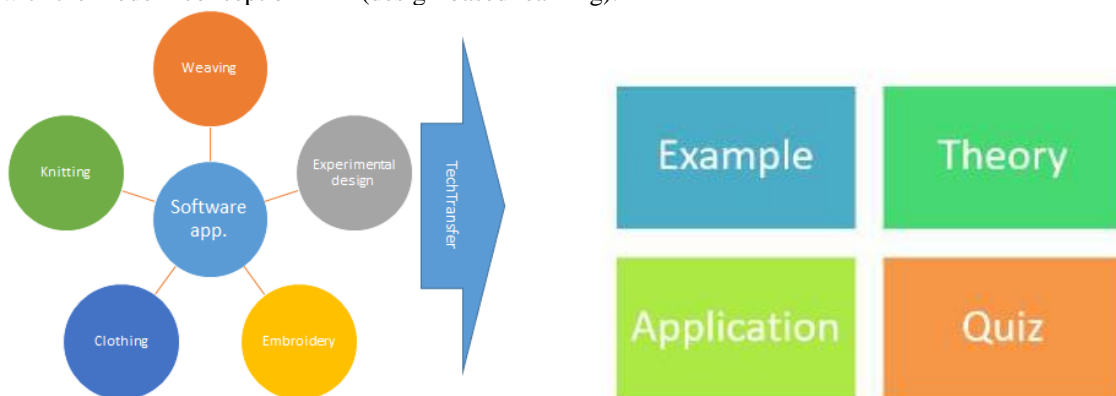 Weaving
Knitting
Experimental
design
Software
app.
Clothing
Embroidery
TechTransfer
Example
Theory
Application
Quiz